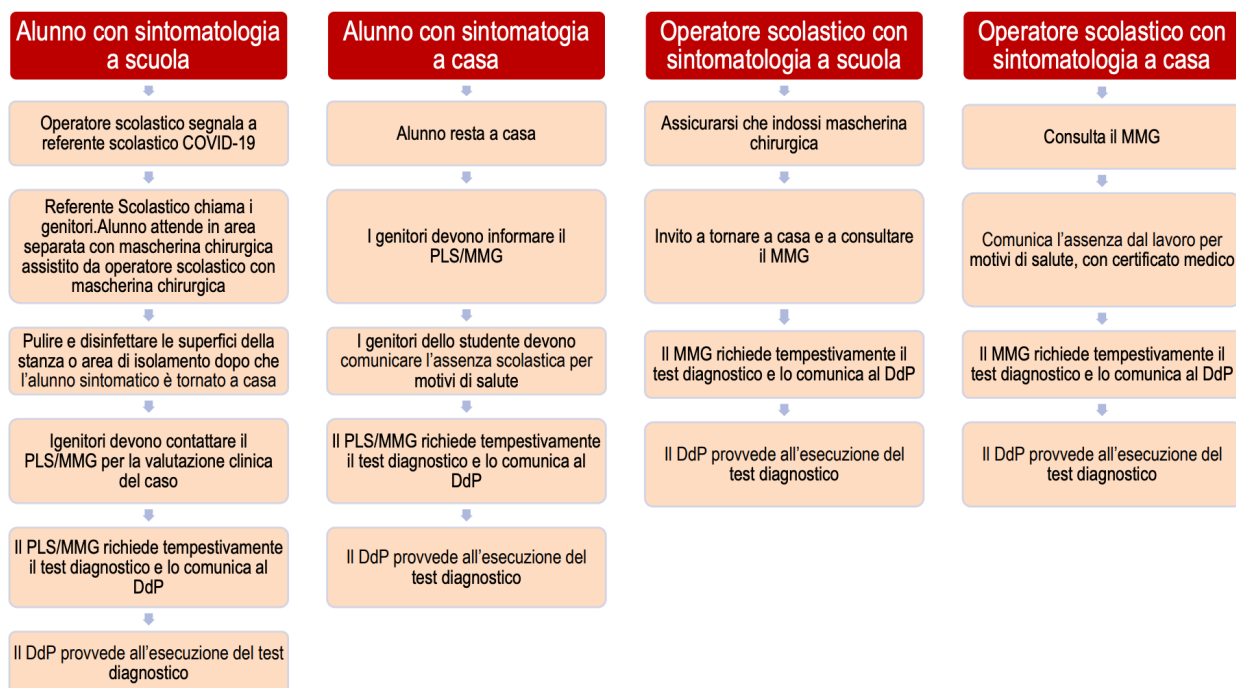 Alunno con sintomatologia
a scuola
Operatore scolastico segnala a
referente scolastico COVID-19
Referente Scolastico chiama i
genitori.Alunno attende in area
separata con mascherina chirurgica
assistito da operatore scolastico con
mascherina chirurgica
Pulire e disinfettare le superfici della
stanza o area di isolamento dopo che
l'alunno sintomatico è tornato a casa
Igenitori devono contattare il
PLS/MMG per la valutazione clinica
del caso
Il PLS/MMG richiede tempestivamente
il test diagnostico e lo comunica al
DdP
Il DdP provvede all'esecuzione del test
diagnostico
Alunno con sintomatogia
a casa
Alunno resta a casa
I genitori devono informare il
PLS/MMG
I genitori dello studente devono
comunicare l'assenza scolastica per
motivi di salute
Il PLS/MMG richiede tempestivamente
il test diagnostico e lo comunica al
DdP
Il DdP provvede all'esecuzione del
test diagnostico
Operatore scolastico con
sintomatologia a scuola
Assicurarsi che indossi mascherina
chirurgica
Invito a tornare a casa e a consultare
il MMG
Il MMG richiede tempestivamente il
test diagnostico e lo comunica al DdP
Il DdP provvede all'esecuzione del
test diagnostico
Operatore scolastico con
sintomatologia a casa
Consulta il MMG
Comunica l'assenza dal lavoro per
motivi di salute, con certificato medico
Il MMG richiede tempestivamente il
test diagnostico e lo comunica al DdP
Il DdP provvede all'esecuzione del
test diagnostico